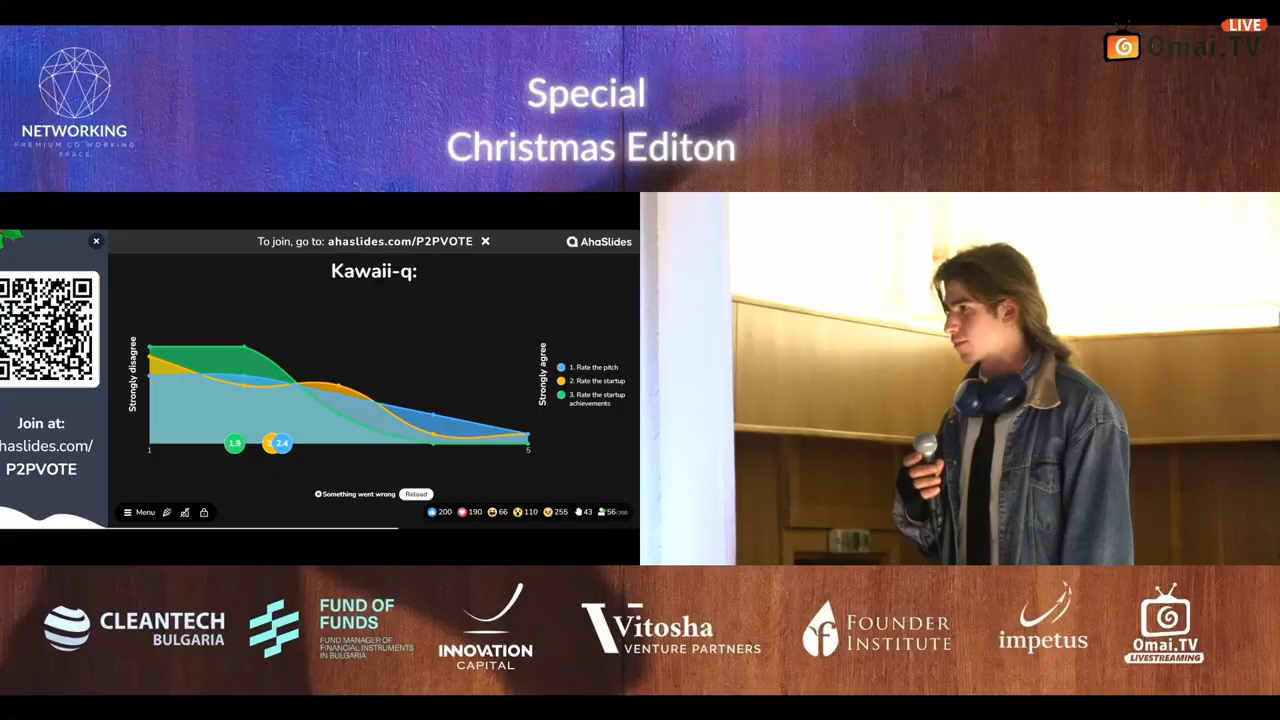 LIVE
Omai.TV
NETWORKING
PREMIUM CO WORKING
SPACE
Special
Christmas Editon
To join, go to: ahaslides.com/P2PVOTE
AhaSlides
Kawaii-q:
Join at:
haslides.com/
P2PVOTE
Strongly disagree
Strongly agree
1. Rate the pitch
2. Rate the startup
3. Rate the startup
achievements
1.9
2
2.4
1
5
Something went wrong
Reload
Menu
200
190
66
110
255
43
56/200
CLEANTECH
BULGARIA
FUND OF
FUNDS
FUND MANAGER OF
FINANCIAL INSTRUMENTS
IN BULGARIA
INNOVATION
CAPITAL
Vitosha
VENTURE PARTNERS
FOUNDER
INSTITUTE
impetus
Omai.TV
LIVESTREAMING